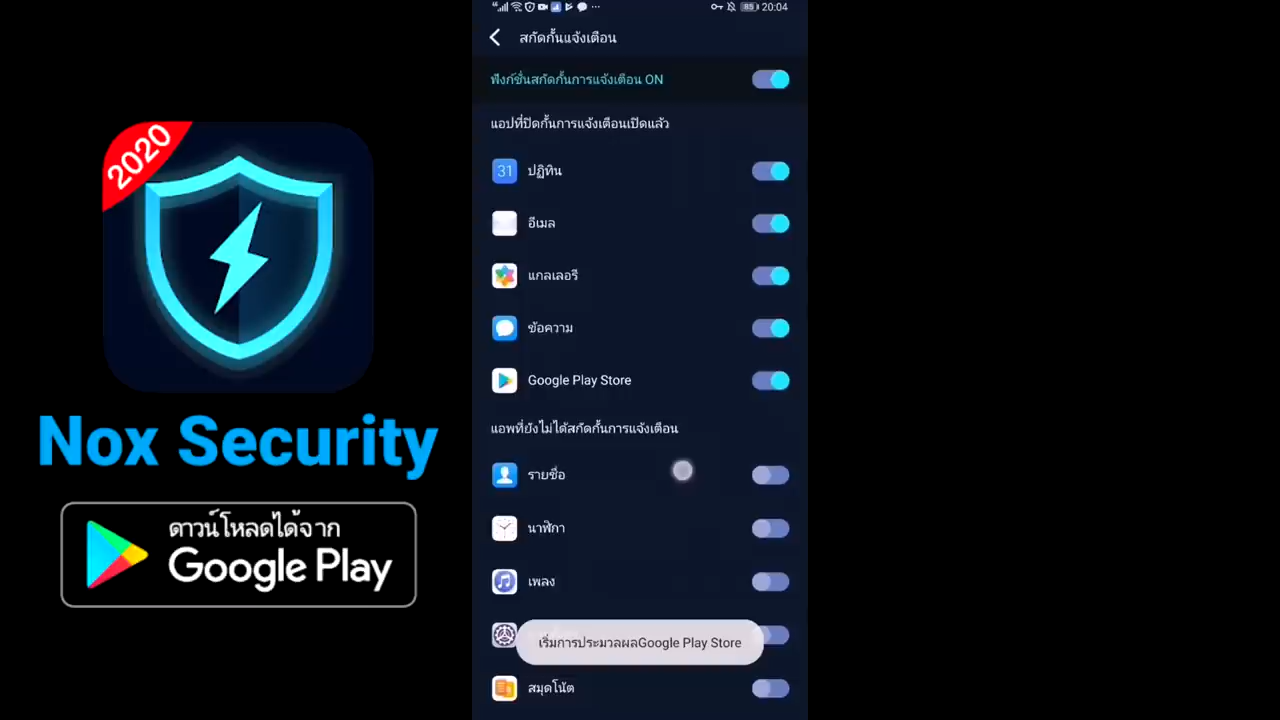 2020
Nox Security
ดาวน์โหลดได้จาก
Google Play
85
20:04
สกัดกั้นแจ้งเตือน
ฟังก์ชั่นสกัดกั้นการแจ้งเตือน ON
แอปที่ปิดกั้นการแจ้งเตือนเปิดแล้ว
31 ปฏิทิน
อีเมล
แกลเลอรี
ข้อความ
Google Play Store
แอพที่ยังไม่ได้สกัดกั้นการแจ้งเตือน
รายชื่อ
นาฬิกา
เพลง
เริ่มการประมวลผลGoogle Play Store
สมุดโน้ต